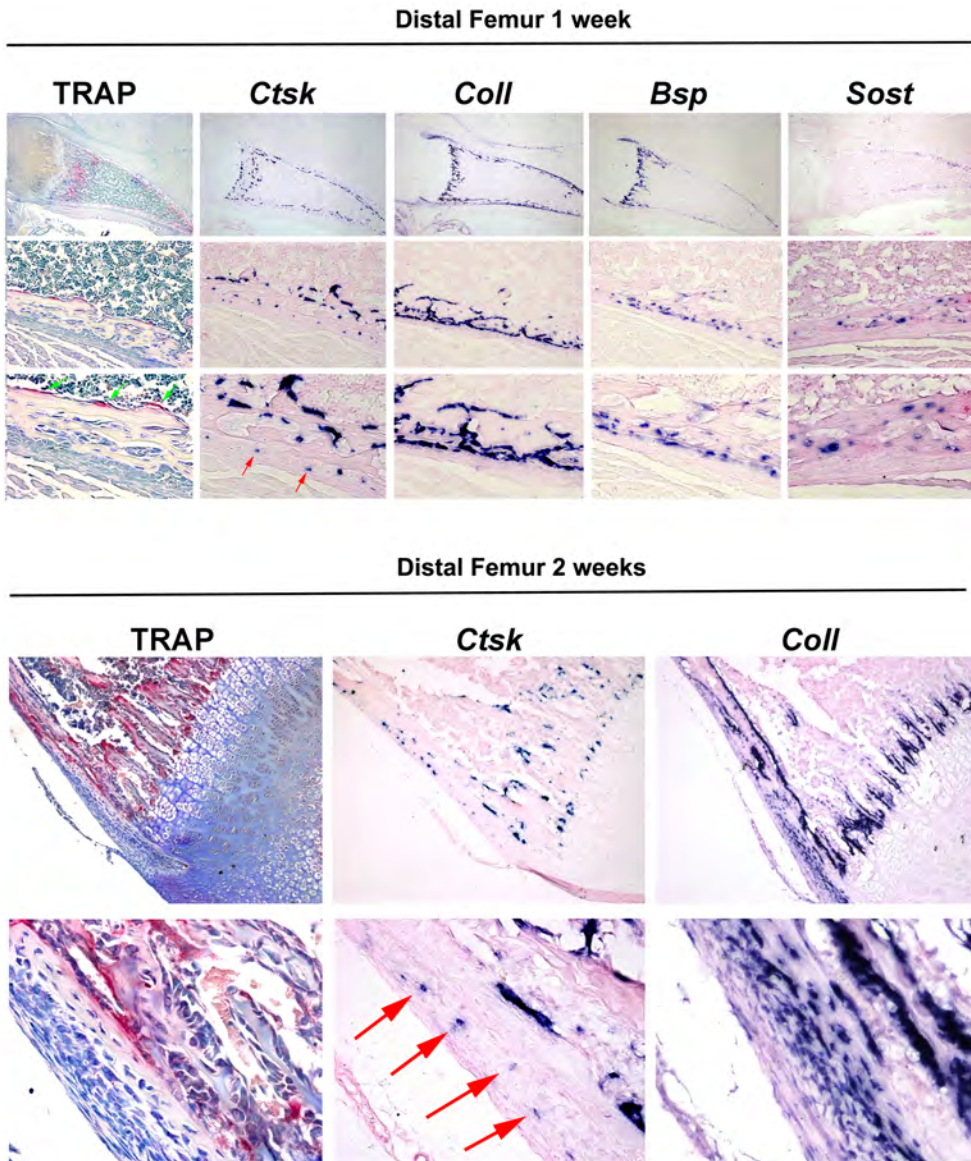 Distal Femur 1 week
TRAP Ctsk Coll Bsp Sost
Distal Femur 2 weeks
TRAP Ctsk Coll